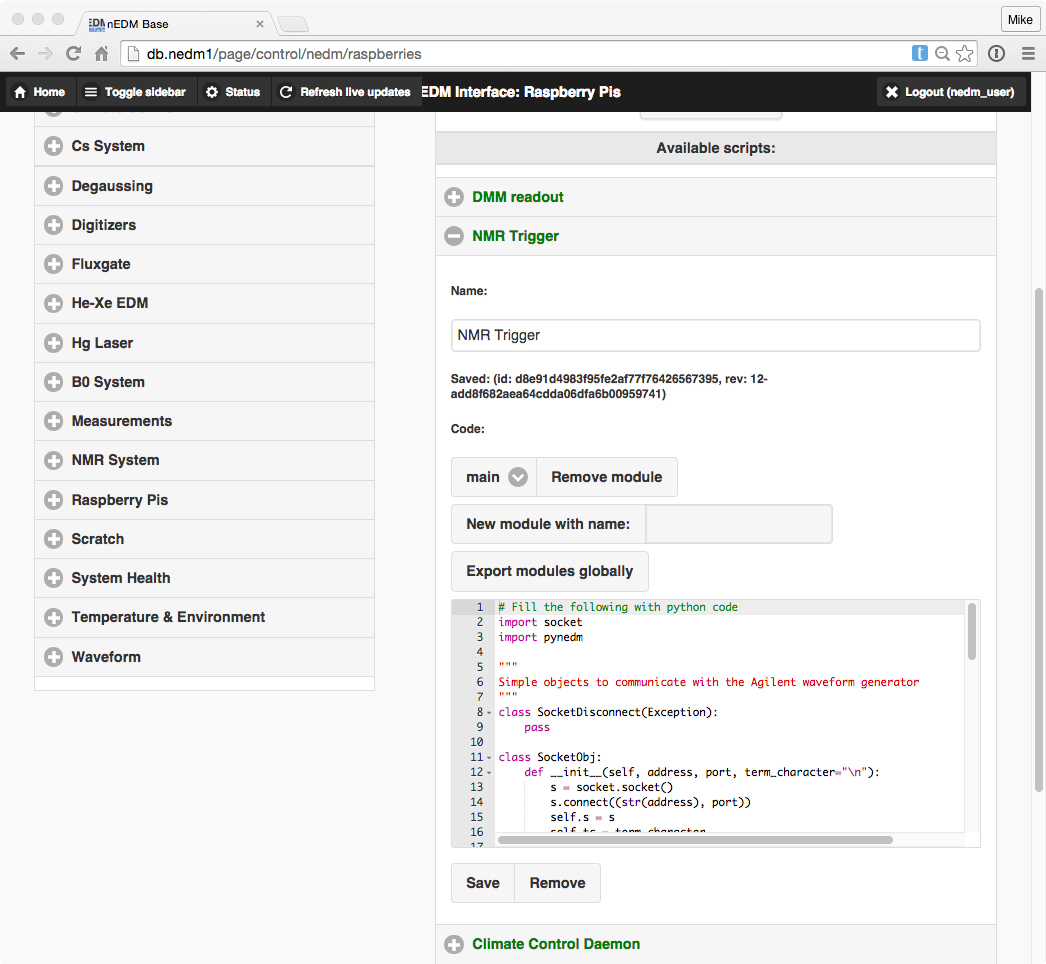 nEDM Base
Mike
db.nedm1/page/control/nedm/raspberries
Home
Toggle sidebar
Status
Refresh live updates
EDM Interface: Raspberry Pis
Logout (nedm_user)
Cs System
Degaussing
Digitizers
Fluxgate
He-Xe EDM
Hg Laser
B0 System
Measurements
NMR System
Raspberry Pis
Scratch
System Health
Temperature & Environment
Waveform
Available scripts:
DMM readout
NMR Trigger
Name:
NMR Trigger
Saved: (id: d8e91d4983f95fe2af77f76426567395, rev: 12-
add8f682aea64cdda06dfa6b00959741)
Code:
main
Remove module
New module with name:
Export modules globally
1 # Fill the following with python code
2 import socket
3 import pynedm
4
5 """
6 Simple objects to communicate with the Agilent waveform generator
7 """
8 class SocketDisconnect(Exception):
9 pass
10
11 class SocketObj:
12 def __init__(self, address, port, term_character="\n"):
13 s = socket.socket()
14 s.connect((str(address), port))
15 self.s = s
16 self.tc = term_character
17
Save
Remove
Climate Control Daemon